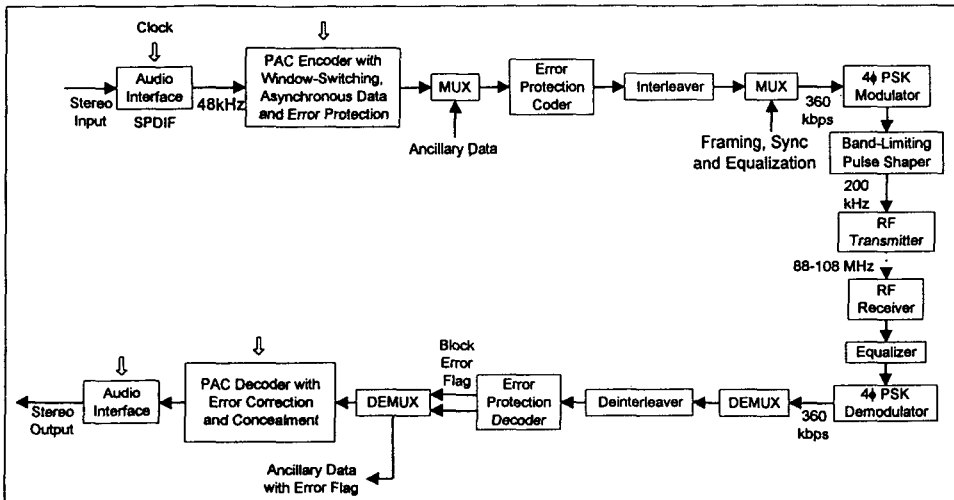 Clock
Stereo
Input
Audio
Interface
SPDIF
48kHz
PAC Encoder with
Window-Switching,
Asynchronous Data
and Error Protection
MUX
Ancillary Data
Error
Protection
Coder
Interleaver
MUX
Framing, Sync
and Equalization
360
kbps
4ϕ PSK
Modulator
Band-Limiting
Pulse Shaper
200
kHz
RF
Transmitter
88-108 MHz
RF
Receiver
Equalizer
4ϕ PSK
Demodulator
360
kbps
DEMUX
Deinterleaver
Error
Protection
Decoder
Block
Error
Flag
DEMUX
Ancillary Data
with Error Flag
PAC Decoder with
Error Correction
and Concealment
Audio
Interface
Stereo
Output